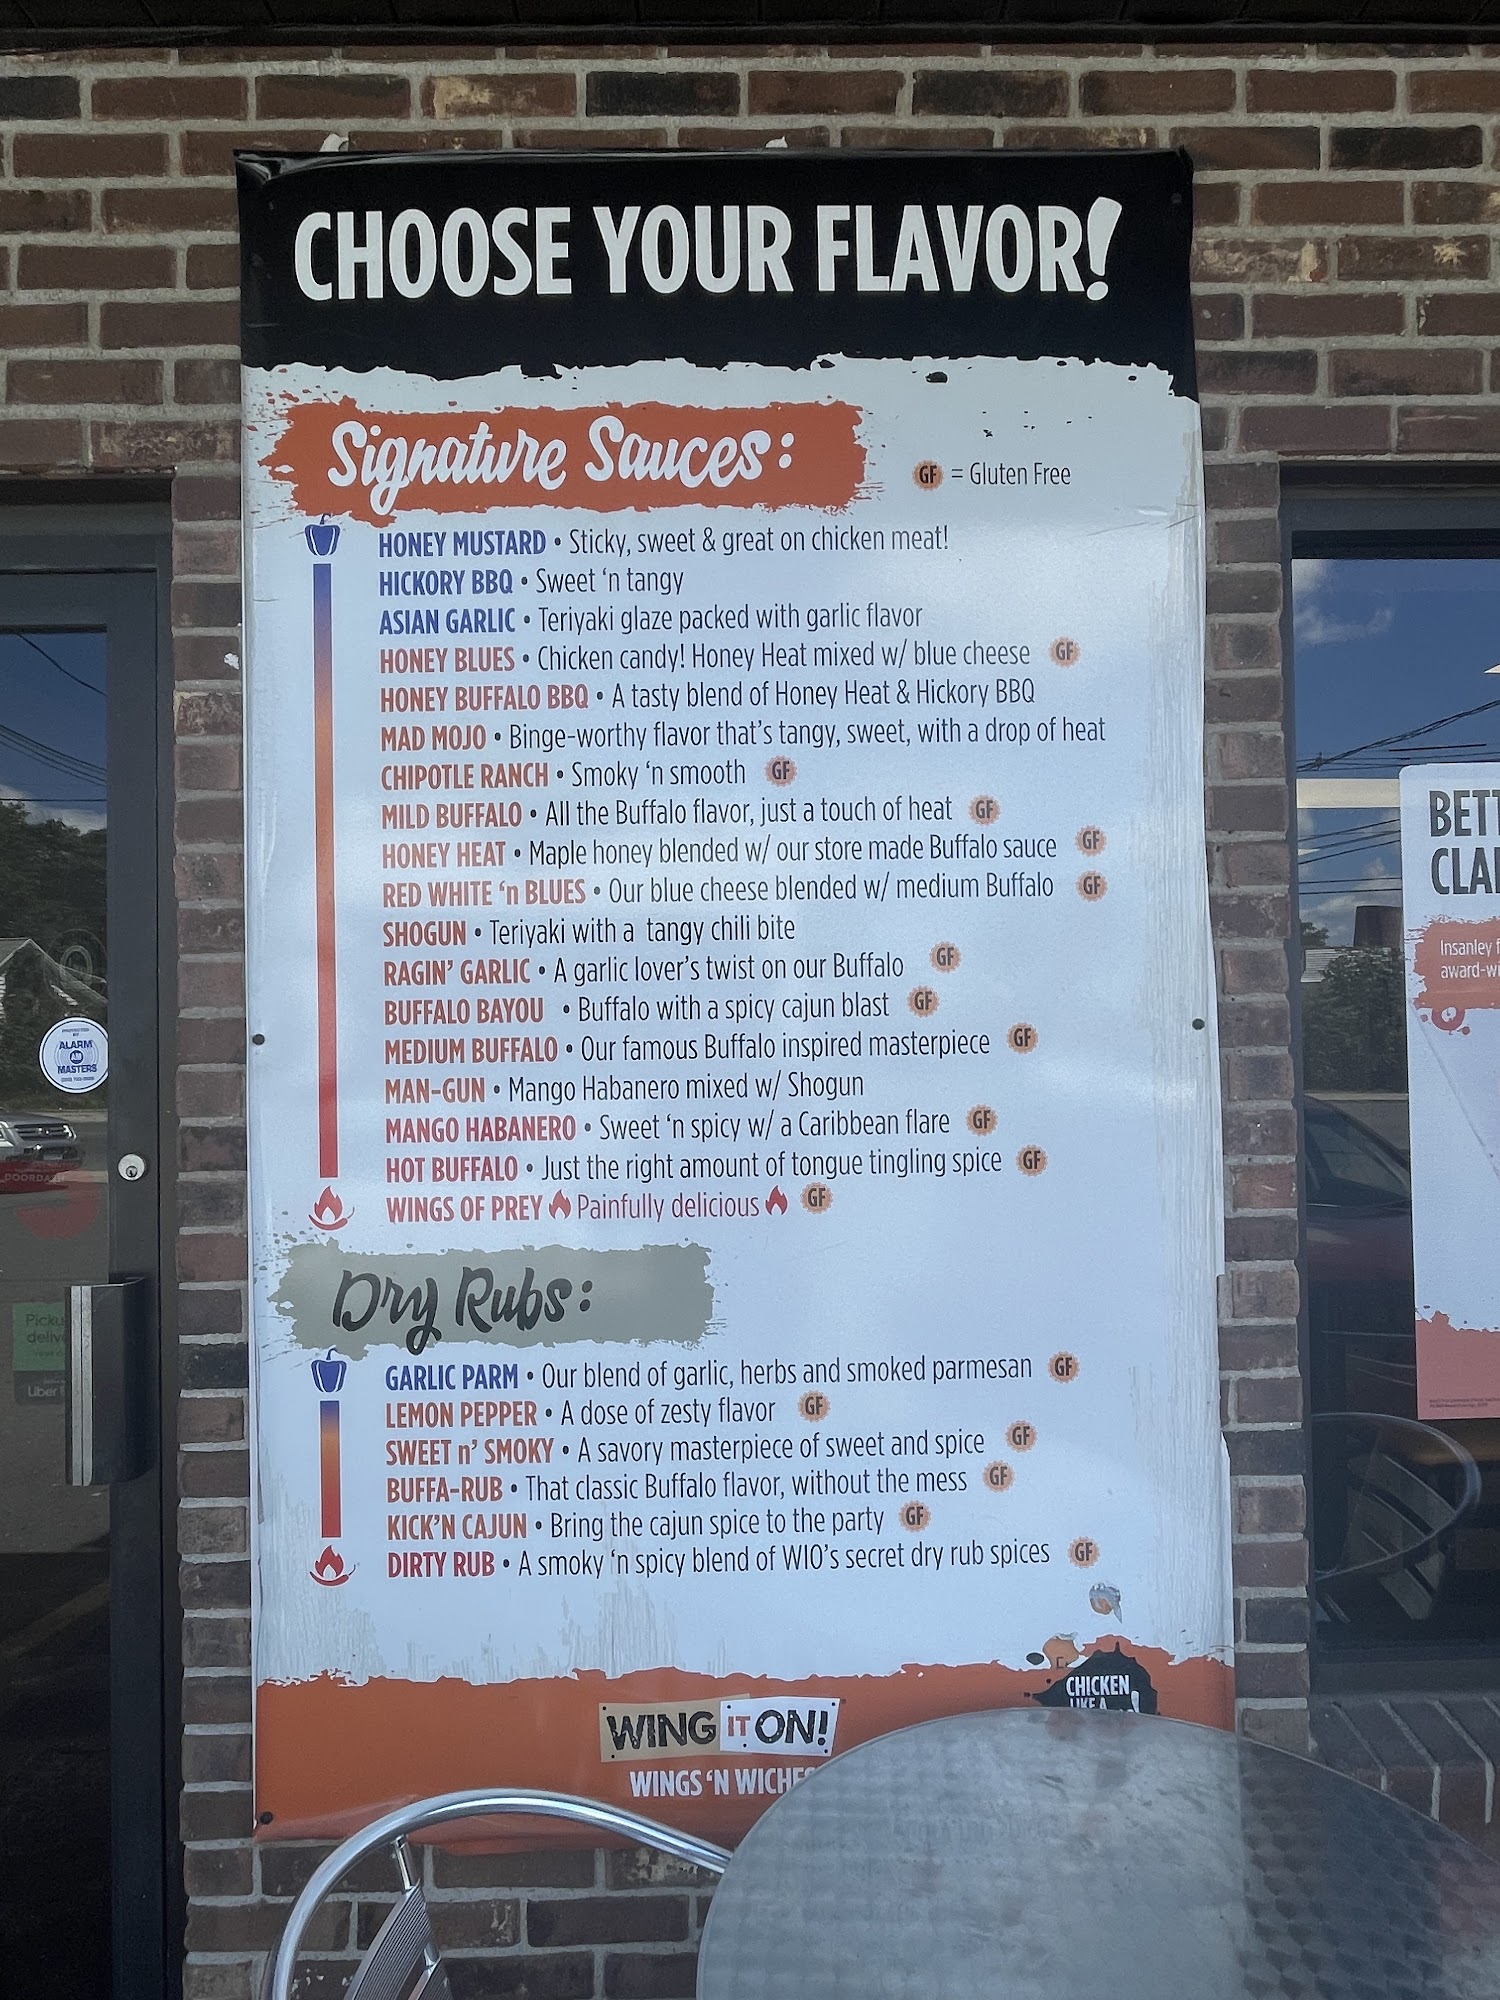 CHOOSE YOUR FLAVOR!
Signature Sauces:
GF = Gluten Free
HONEY MUSTARD • Sticky, sweet & great on chicken meat!
HICKORY BBQ • Sweet 'n tangy
ASIAN GARLIC • Teriyaki glaze packed with garlic flavor
HONEY BLUES • Chicken candy! Honey Heat mixed w/ blue cheese GF
HONEY BUFFALO BBQ • A tasty blend of Honey Heat & Hickory BBQ
MAD MOJO • Binge-worthy flavor that's tangy, sweet, with a drop of heat
CHIPOTLE RANCH • Smoky 'n smooth GF
MILD BUFFALO • All the Buffalo flavor, just a touch of heat GF
HONEY HEAT • Maple honey blended w/ our store made Buffalo sauce GF
RED WHITE 'n BLUES • Our blue cheese blended w/ medium Buffalo GF
SHOGUN • Teriyaki with a tangy chili bite
RAGIN' GARLIC • A garlic lover's twist on our Buffalo GF
BUFFALO BAYOU • Buffalo with a spicy cajun blast GF
MEDIUM BUFFALO • Our famous Buffalo inspired masterpiece GF
MAN-GUN • Mango Habanero mixed w/ Shogun
MANGO HABANERO • Sweet 'n spicy w/ a Caribbean flare GF
HOT BUFFALO • Just the right amount of tongue tingling spice GF
WINGS OF PREY Painfully delicious GF
Dry Rubs:
GARLIC PARM • Our blend of garlic, herbs and smoked parmesan GF
LEMON PEPPER • A dose of zesty flavor GF
SWEET n' SMOKY • A savory masterpiece of sweet and spice GF
BUFFA-RUB • That classic Buffalo flavor, without the mess GF
KICK'N CAJUN • Bring the cajun spice to the party GF
DIRTY RUB • A smoky 'n spicy blend of WIO's secret dry rub spices GF
CHICKEN
LIKE A
WING IT ON!
WINGS 'N WICHES
ALARM
AM
MASTERS
DOORDASH
Picku
deliv
Uber
BETT
CLA
Insanley f
award-wi